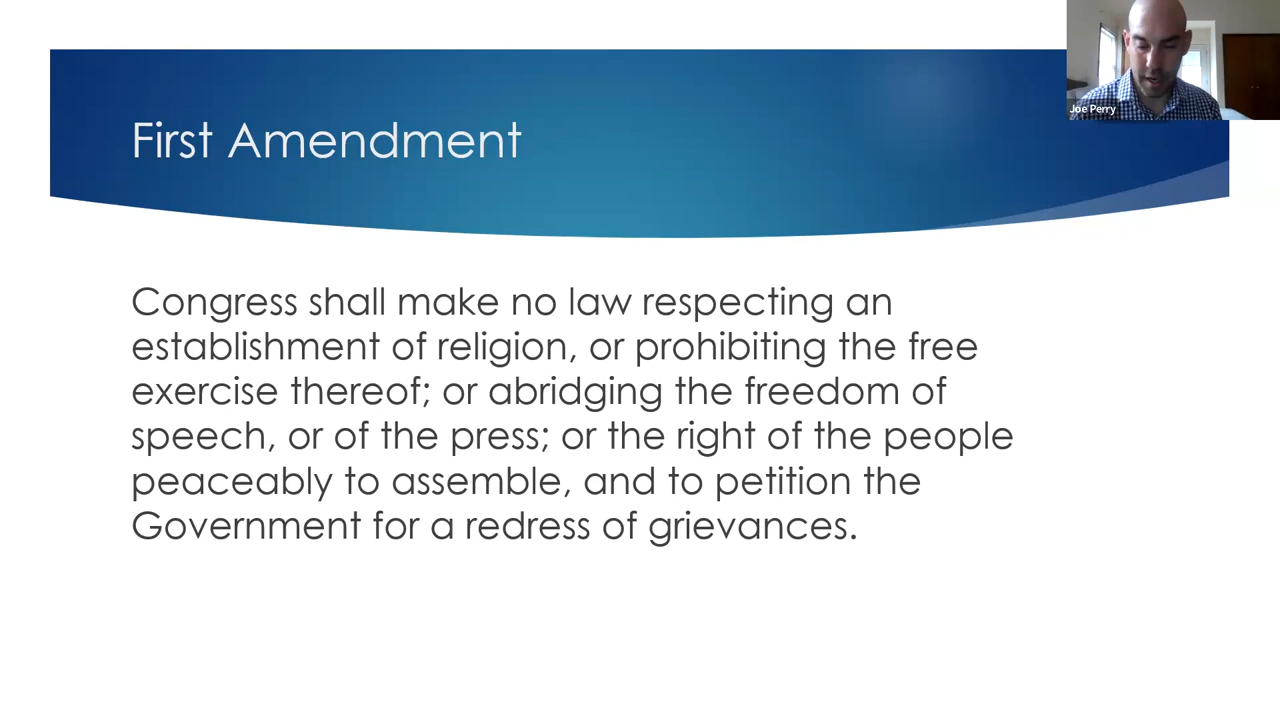 First Amendment
Joe Perry
Congress shall make no law respecting an
establishment of religion, or prohibiting the free
exercise thereof; or abridging the freedom of
speech, or of the press; or the right of the people
peaceably to assemble, and to petition the
Government for a redress of grievances.